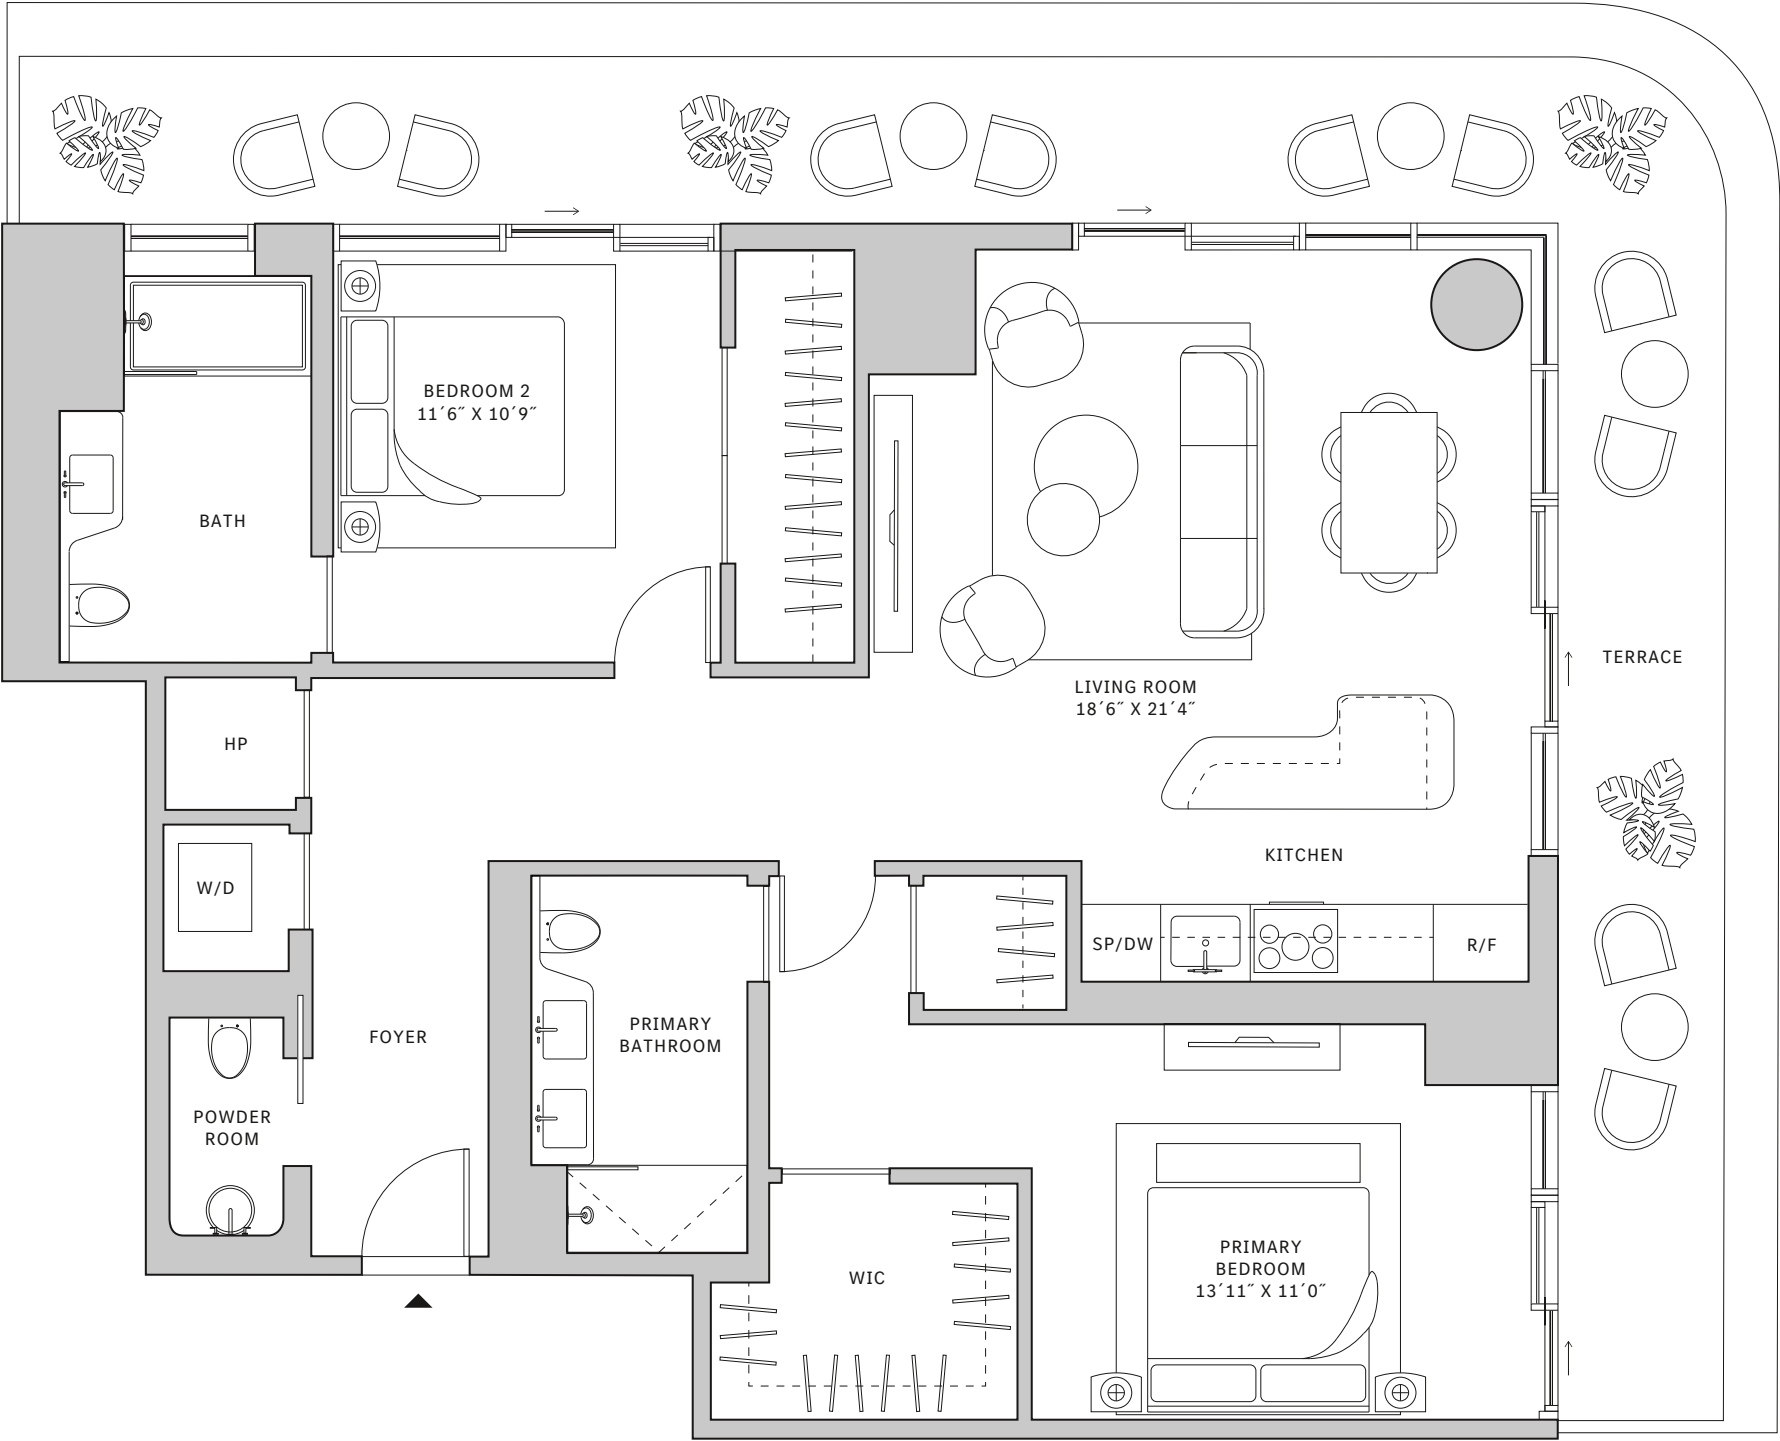 BEDROOM 2
11´6˝ X 10´9˝
BATH
TERRACE
LIVING ROOM
18´6˝ X 21´4˝
HP
KITCHEN
W/D
SP/DW
R/F
FOYER
PRIMARY
BATHROOM
POWDER
ROOM
WIC
PRIMARY
BEDROOM
13´11˝ X 11´0˝